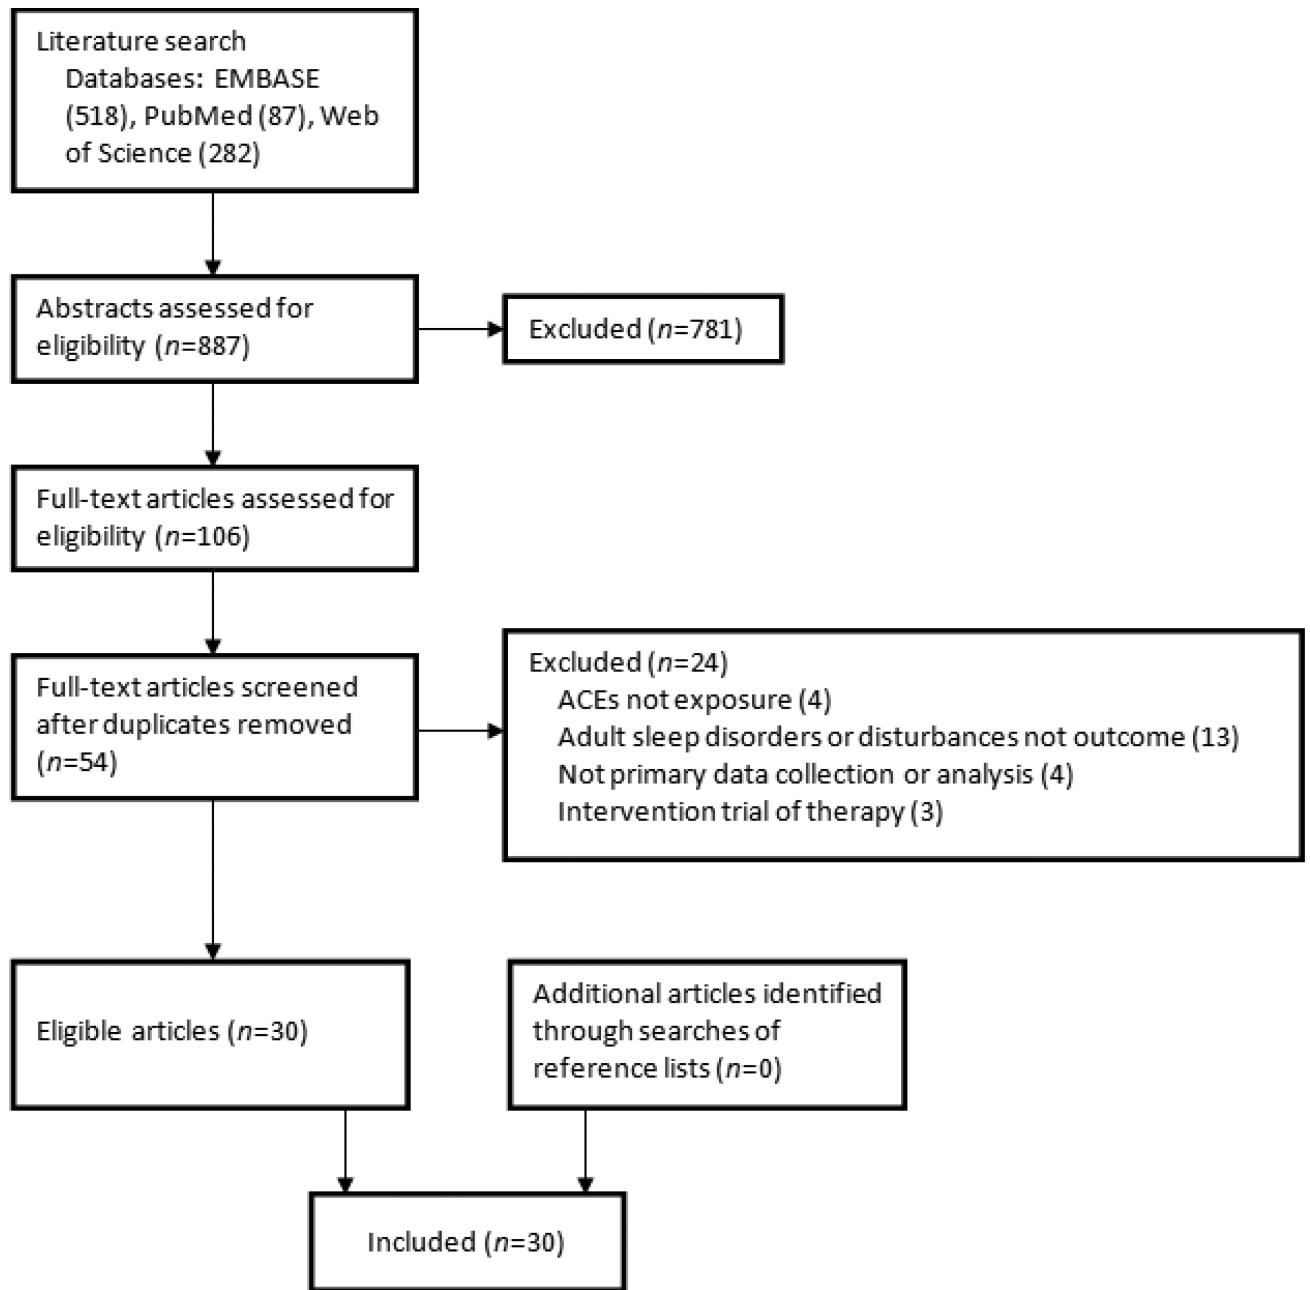 Literature search
Databases: EMBASE
(518), PubMed (87), Web
of Science (282)
Abstracts assessed for
eligibility (n=887)
Excluded (n=781)
Full-text articles assessed for
eligibility (n=106)
Full-text articles screened
after duplicates removed
(n=54)
Excluded (n=24)
ACEs not exposure (4)
Adult sleep disorders or disturbances not outcome (13)
Not primary data collection or analysis (4)
Intervention trial of therapy (3)
Eligible articles (n=30)
Additional articles identified
through searches of
reference lists (n=0)
Included (n=30)